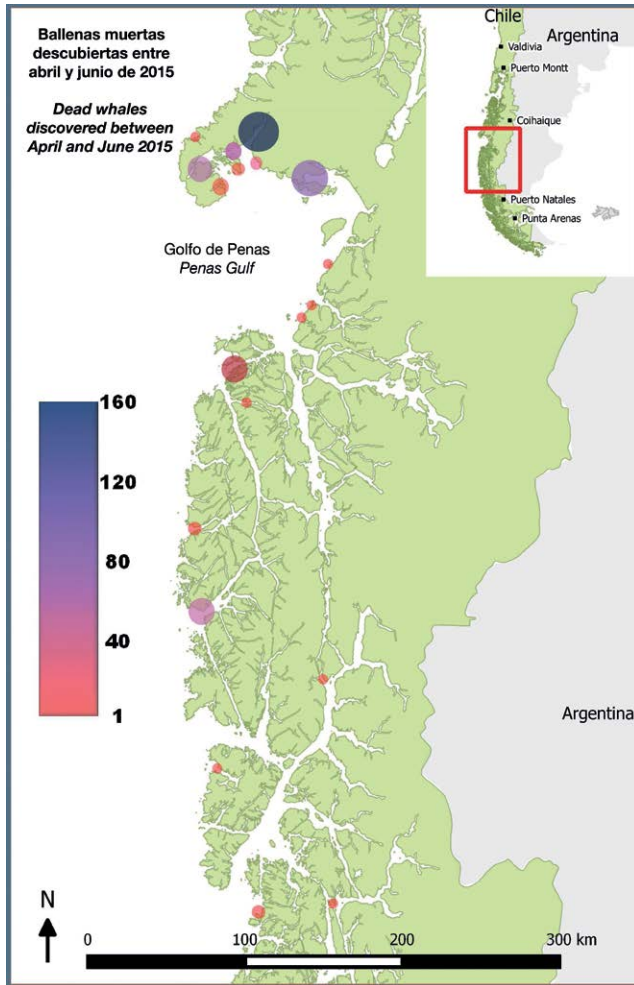 Ballenas muertas
descubiertas entre
abril y junio de 2015
Dead whales
discovered between
April and June 2015
Chile
Argentina
Valdivia
Puerto Montt
Coihaique
Puerto Natales
Punta Arenas
Golfo de Penas
Penas Gulf
160
120
80
40
1
Argentina
N
0 100 200 300 km